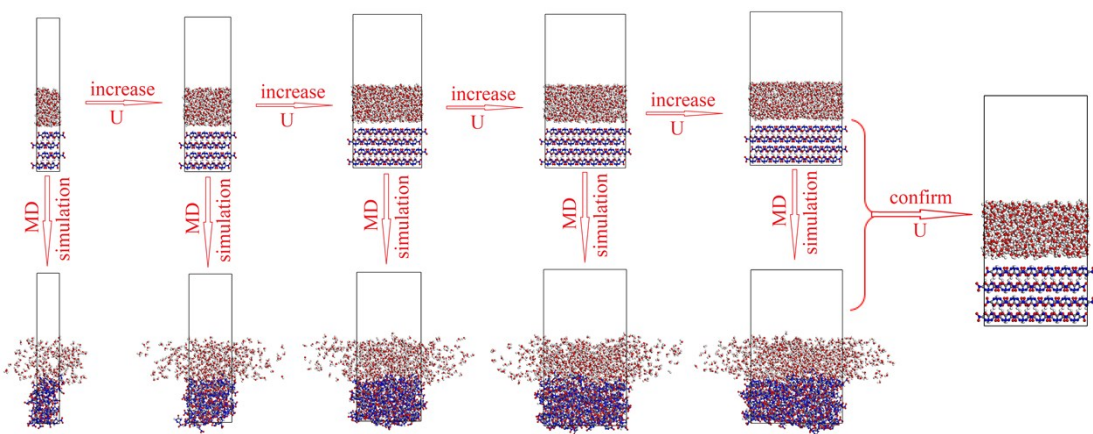 increase
U
increase
U
increase
U
increase
U
MD
simulation
MD
simulation
MD
simulation
MD
simulation
MD
simulation
confirm
U